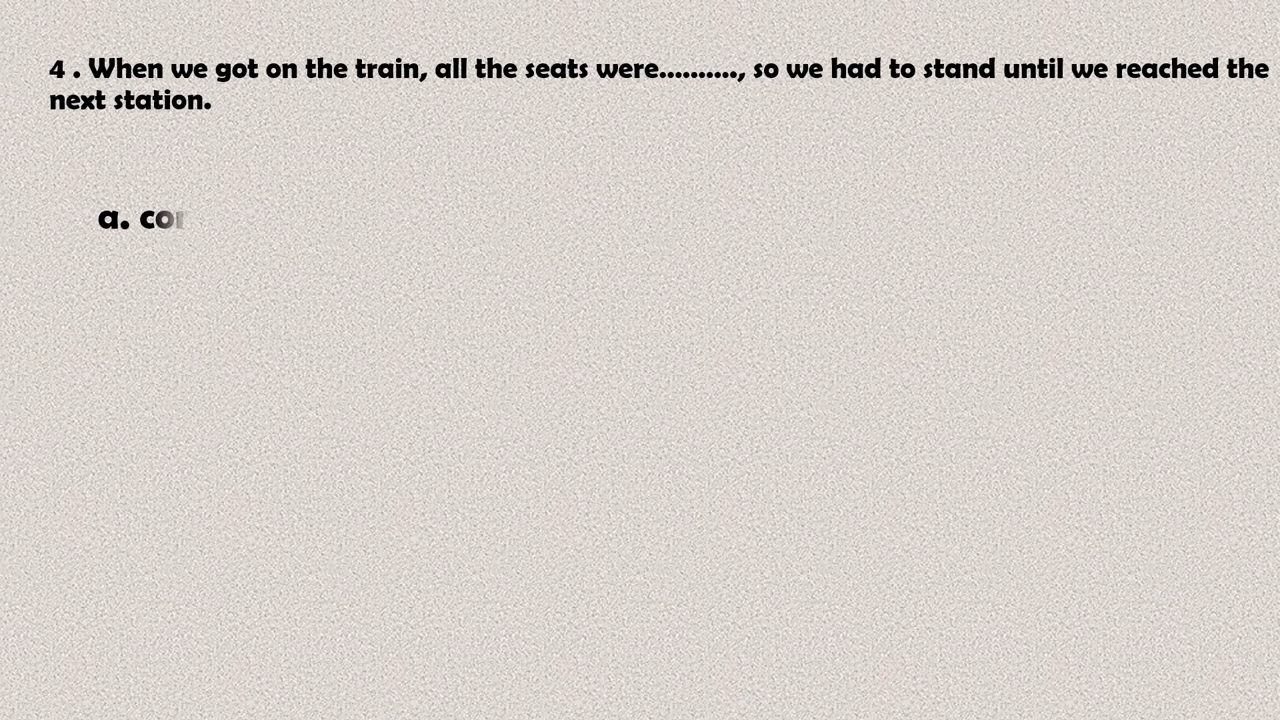 4 . When we got on the train, all the seats were.........., so we had to stand until we reached the
next station.
a.